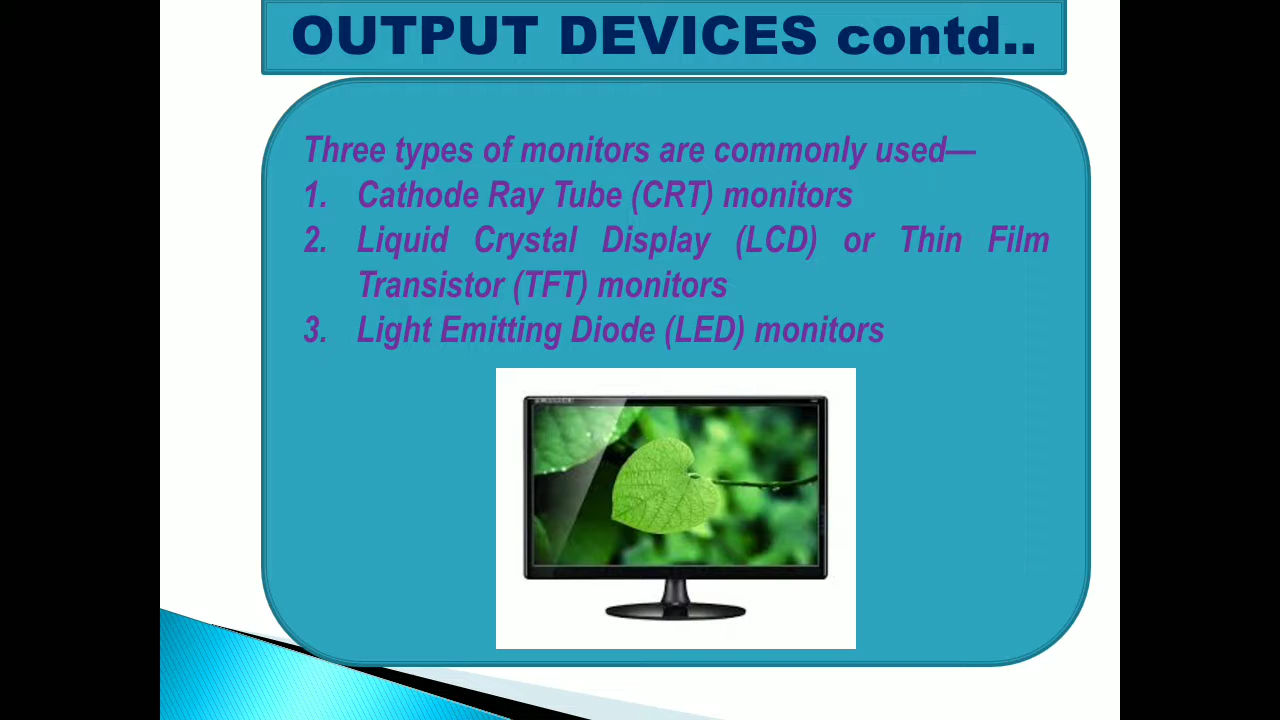 OUTPUT DEVICES contd..
Three types of monitors are commonly used—
1. Cathode Ray Tube (CRT) monitors
2. Liquid Crystal Display (LCD) or Thin Film
Transistor (TFT) monitors
3. Light Emitting Diode (LED) monitors